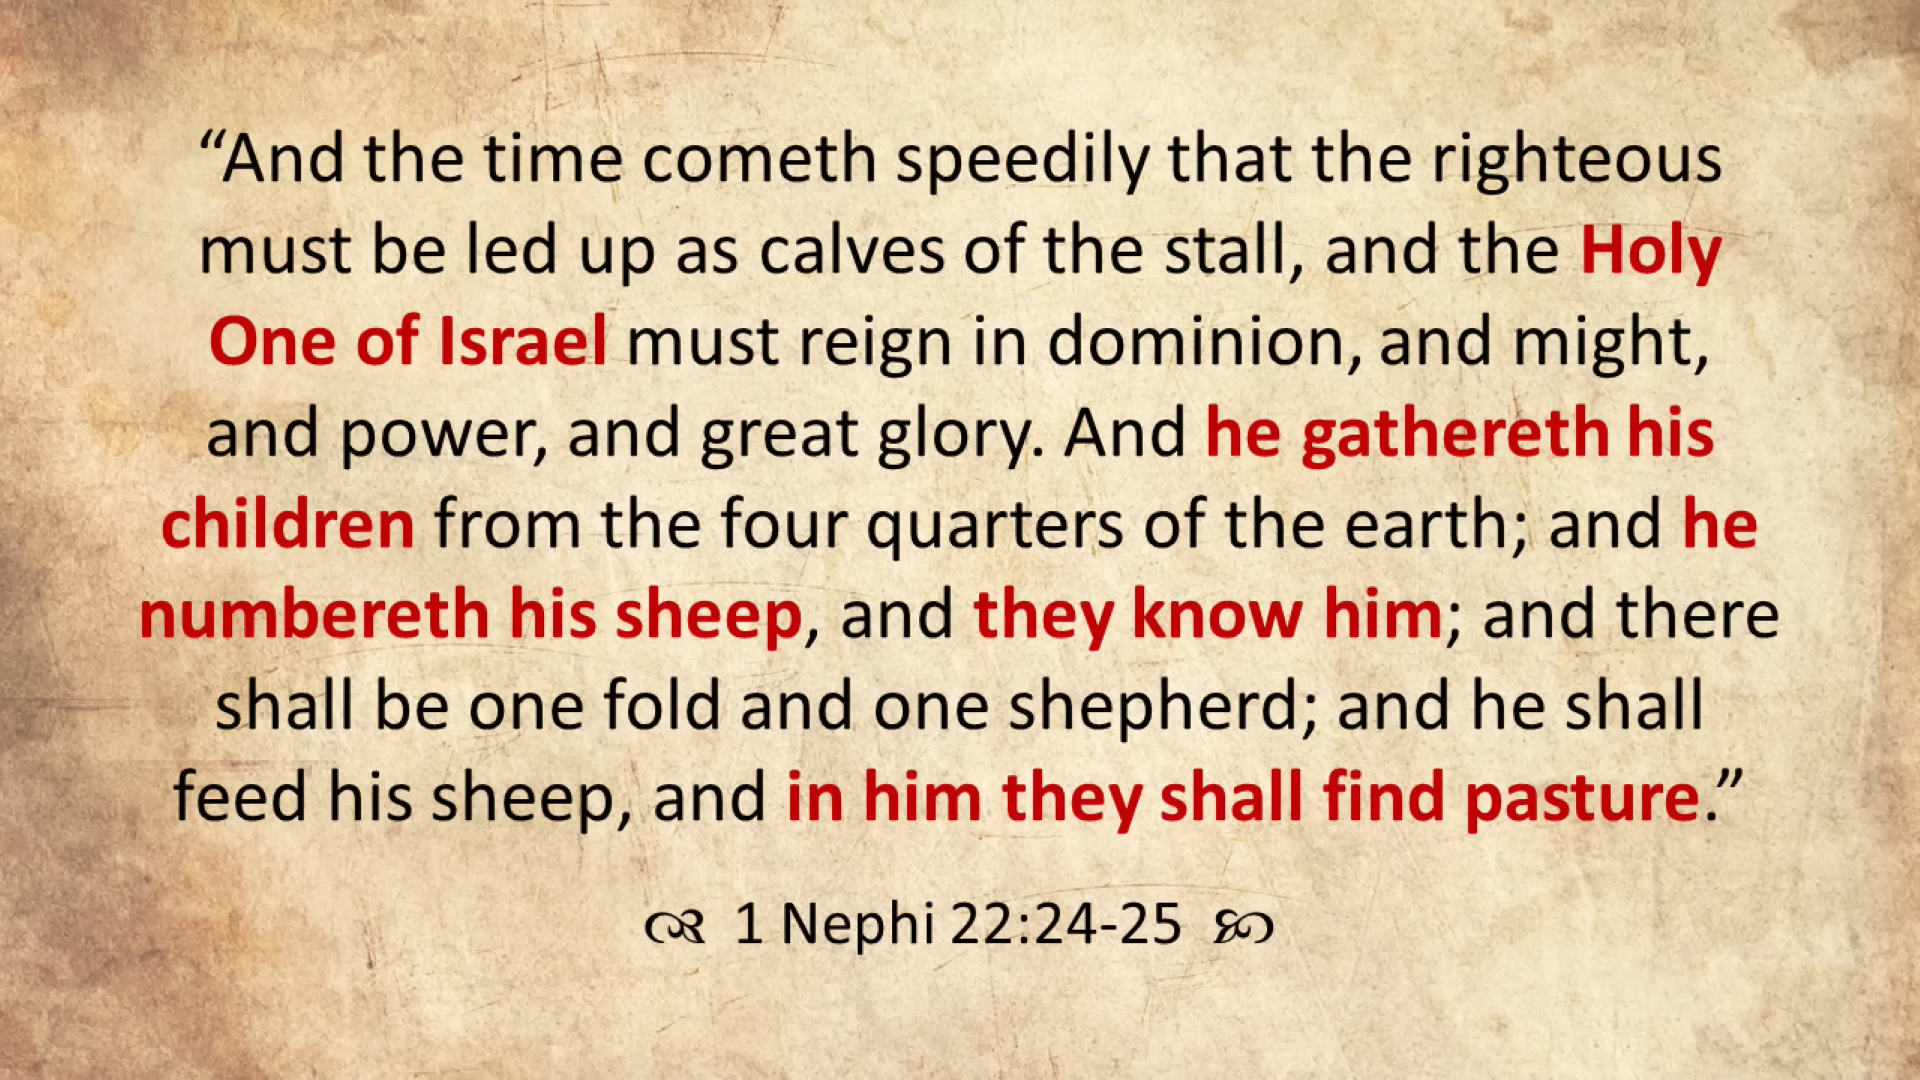 “And the time cometh speedily that the righteous
must be led up as calves of the stall, and the Holy
One of Israel must reign in dominion, and might,
and power, and great glory. And he gathereth his
children from the four quarters of the earth; and he
numbereth his sheep, and they know him; and there
shall be one fold and one shepherd; and he shall
feed his sheep, and in him they shall find pasture.”
1 Nephi 22:24-25